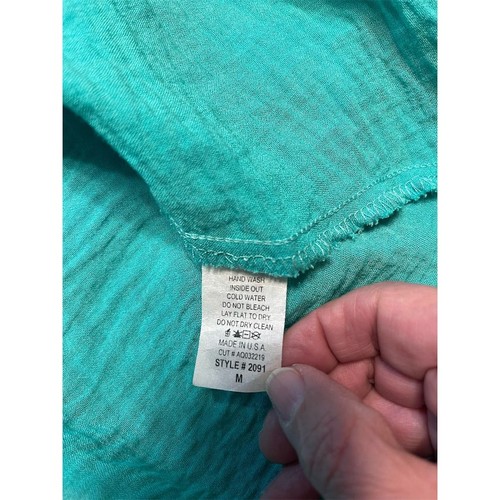 HAND WASH
INSIDE OUT
COLD WATER
DO NOT BLEACH
LAY FLAT TO DRY
DO NOT DRY CLEAN
MADE IN U.S.A
CUT # AQ032219
STYLE # 2091
M